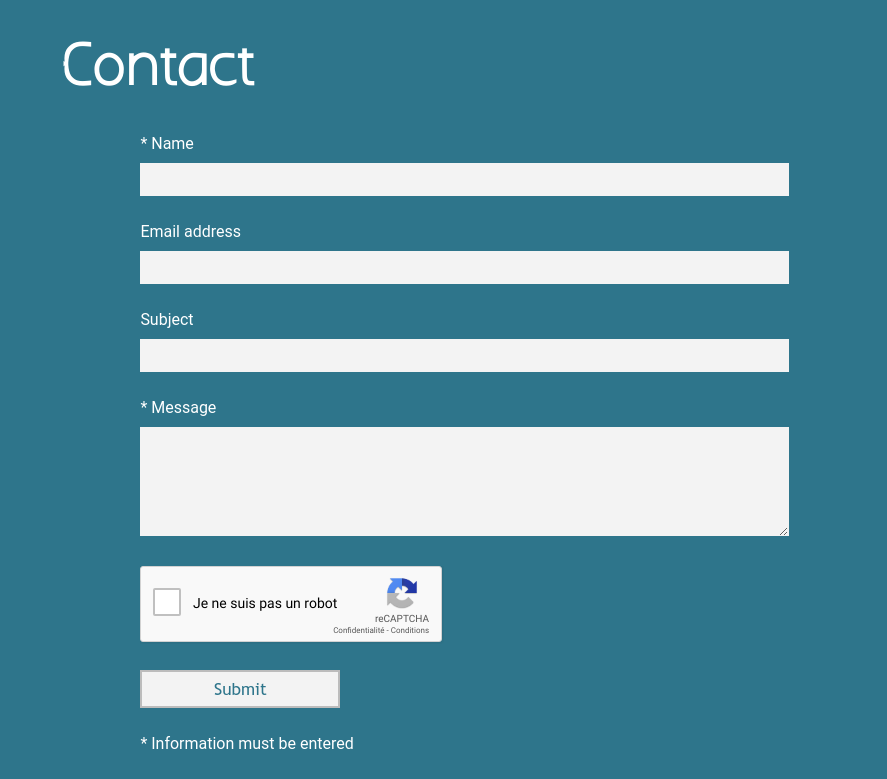 Contact
* Name
Email address
Subject
* Message
Je ne suis pas un robot
reCAPTCHA
Confidentialité - Conditions
Submit
* Information must be entered